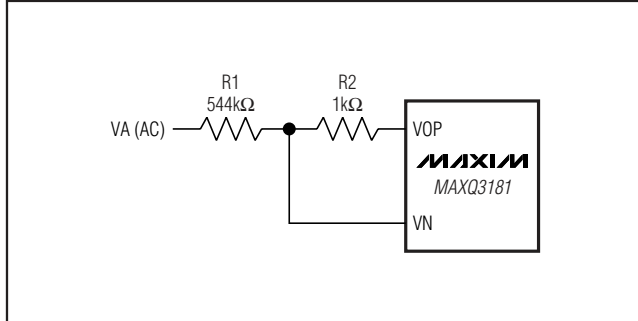 R1
544kΩ
R2
1kΩ
VA (AC)
VOP
MAXIM
MAXQ3181
VN